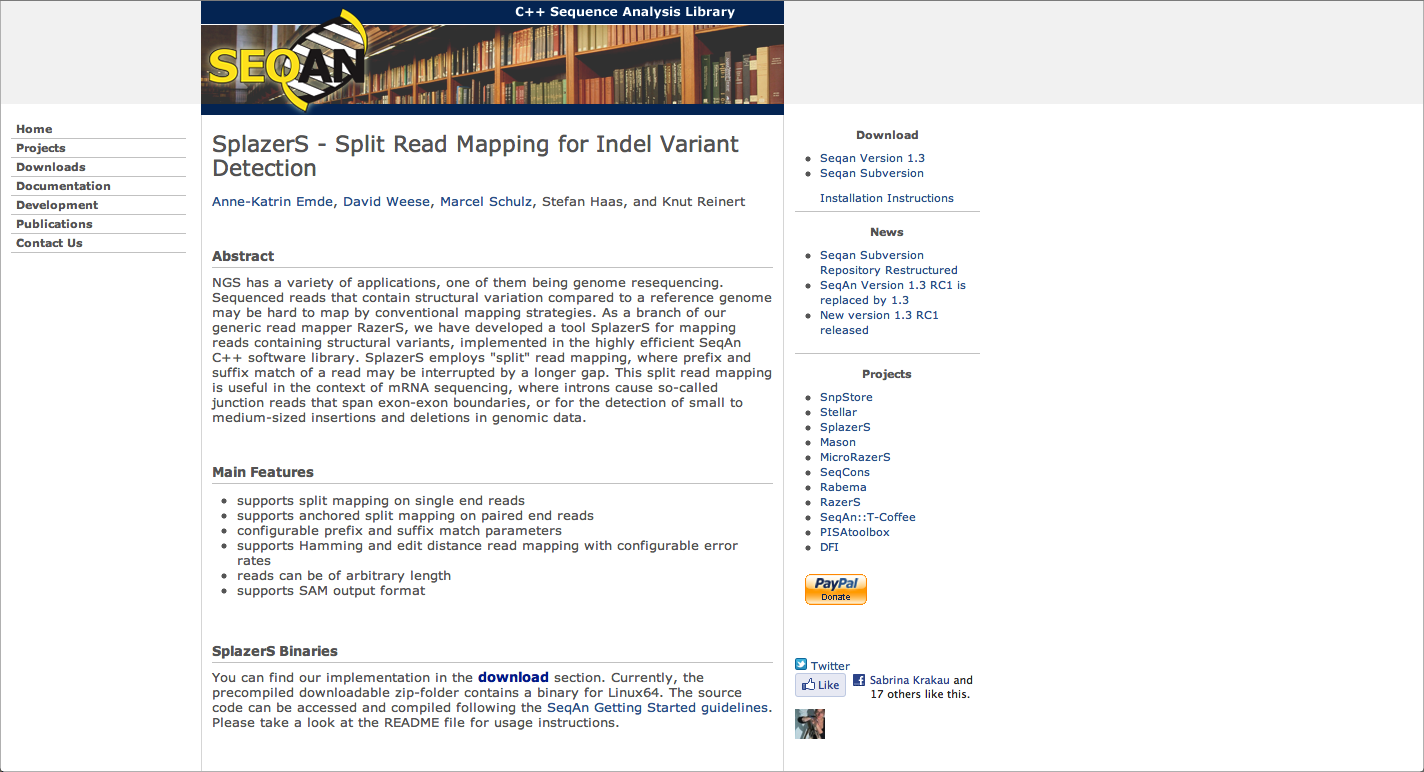 C++ Sequence Analysis Library
SEQAN
Home
Projects
Downloads
Documentation
Development
Publications
Contact Us
SplazerS - Split Read Mapping for Indel Variant
Detection
Anne-Katrin Emde, David Weese, Marcel Schulz, Stefan Haas, and Knut Reinert
Abstract
NGS has a variety of applications, one of them being genome resequencing.
Sequenced reads that contain structural variation compared to a reference genome
may be hard to map by conventional mapping strategies. As a branch of our
generic read mapper RazerS, we have developed a tool SplazerS for mapping
reads containing structural variants, implemented in the highly efficient SeqAn
C++ software library. SplazerS employs "split" read mapping, where prefix and
suffix match of a read may be interrupted by a longer gap. This split read mapping
is useful in the context of mRNA sequencing, where introns cause so-called
junction reads that span exon-exon boundaries, or for the detection of small to
medium-sized insertions and deletions in genomic data.
Main Features
supports split mapping on single end reads
supports anchored split mapping on paired end reads
configurable prefix and suffix match parameters
supports Hamming and edit distance read mapping with configurable error
rates
reads can be of arbitrary length
supports SAM output format
SplazerS Binaries
You can find our implementation in the download section. Currently, the
precompiled downloadable zip-folder contains a binary for Linux64. The source
code can be accessed and compiled following the SeqAn Getting Started guidelines.
Please take a look at the README file for usage instructions.
Download
Seqan Version 1.3
Seqan Subversion
Installation Instructions
News
Seqan Subversion
Repository Restructured
SeqAn Version 1.3 RC1 is
replaced by 1.3
New version 1.3 RC1
released
Projects
SnpStore
Stellar
SplazerS
Mason
MicroRazerS
SeqCons
Rabema
RazerS
SeqAn::T-Coffee
PISAtoolbox
DFI
PayPal
Donate
Twitter
Like
Sabrina Krakau and
17 others like this.